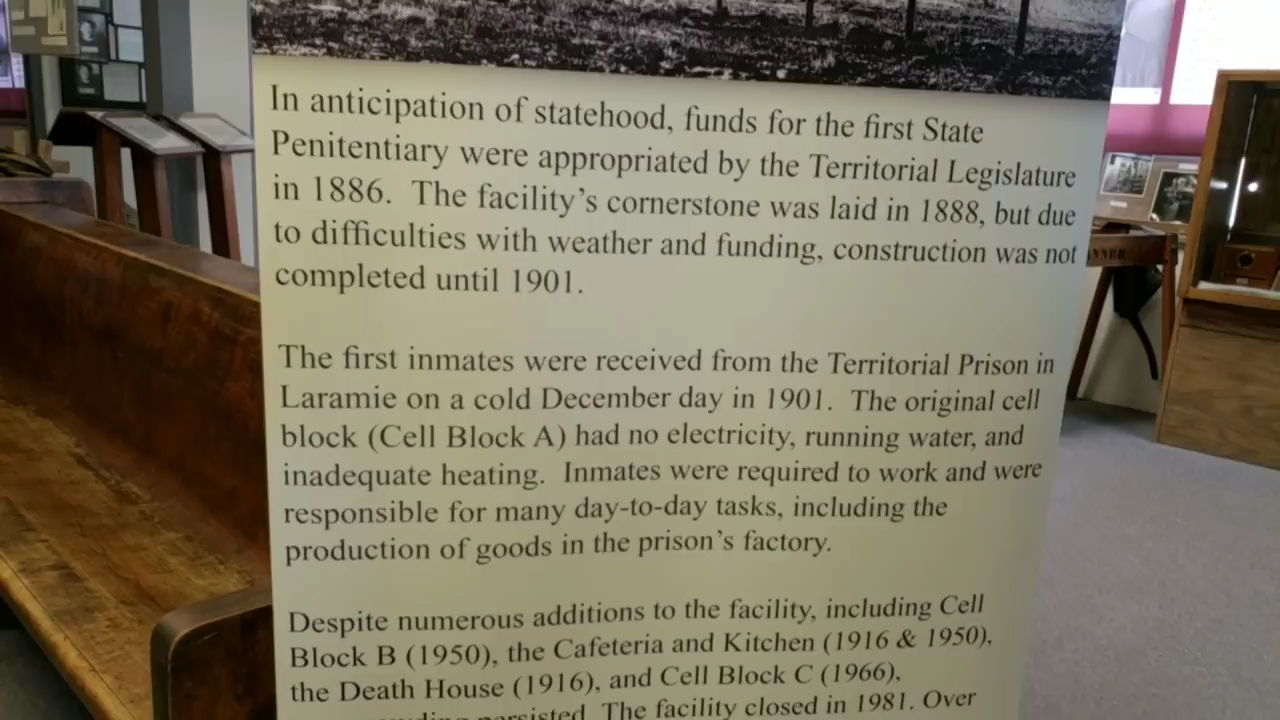 In anticipation of statehood, funds for the first State
Penitentiary were appropriated by the Territorial Legislature
in 1886. The facility's cornerstone was laid in 1888, but due
to difficulties with weather and funding, construction was not
completed until 1901.
The first inmates were received from the Territorial Prison in
Laramie on a cold December day in 1901. The original cell
block (Cell Block A) had no electricity, running water, and
inadequate heating. Inmates were required to work and were
responsible for many day-to-day tasks, including the
production of goods in the prison's factory.
Despite numerous additions to the facility, including Cell
Block B (1950), the Cafeteria and Kitchen (1916 & 1950),
the Death House (1916), and Cell Block C (1966),
persisted. The facility closed in 1981. Over